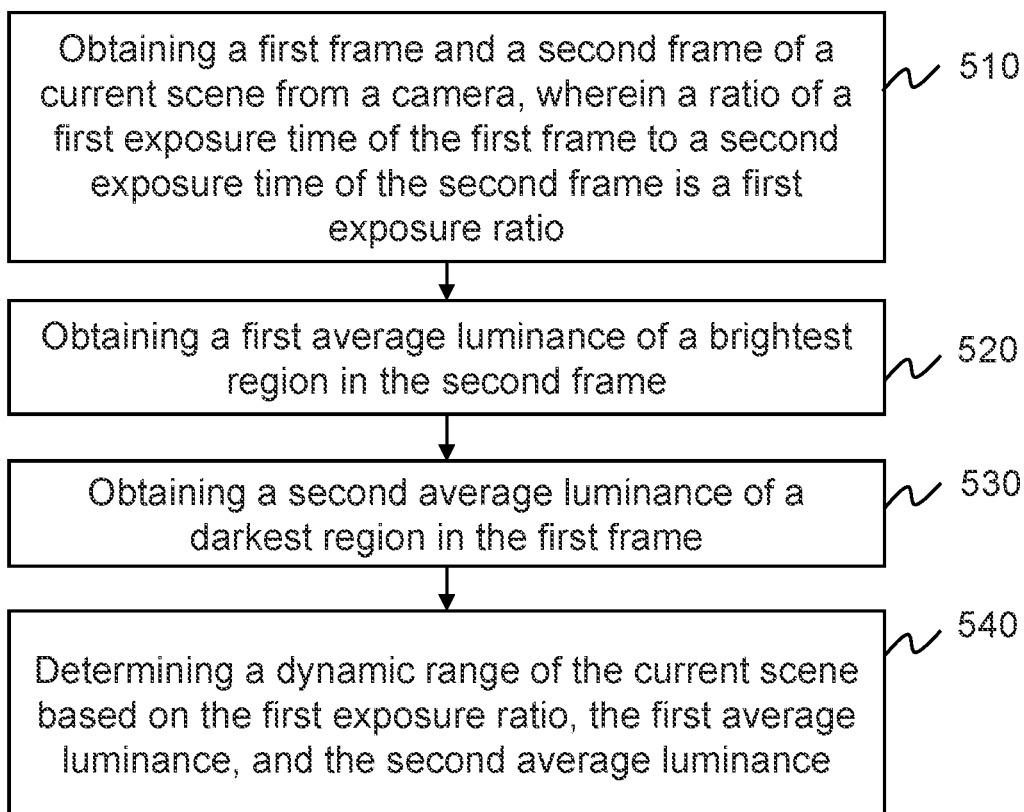 Obtaining a first frame and a second frame of a
current scene from a camera, wherein a ratio of a
first exposure time of the first frame to a second
exposure time of the second frame is a first
exposure ratio
510
Obtaining a first average luminance of a brightest
region in the second frame
520
Obtaining a second average luminance of a
darkest region in the first frame
530
Determining a dynamic range of the current scene
based on the first exposure ratio, the first average
luminance, and the second average luminance
540